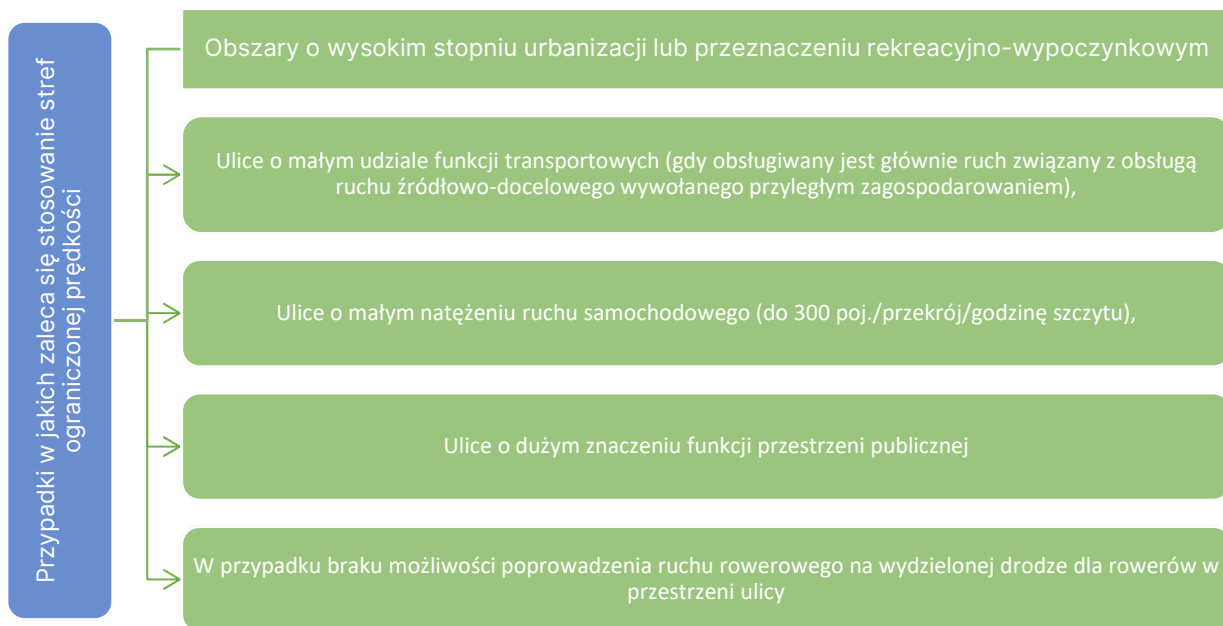 Przypadki w jakich zaleca się stosowanie stref
ograniczonej prędkości
Obszary o wysokim stopniu urbanizacji lub przeznaczeniu rekreacyjno-wypoczynkowym
Ulice o małym udziale funkcji transportowych (gdy obsługiwany jest głównie ruch związany z obsługą
ruchu źródłowo-docelowego wywołanego przyległym zagospodarowaniem),
Ulice o małym natężeniu ruchu samochodowego (do 300 poj./przekrój/godzinę szczytu),
Ulice o dużym znaczeniu funkcji przestrzeni publicznej
W przypadku braku możliwości poprowadzenia ruchu rowerowego na wydzielonej drodze dla rowerów w
przestrzeni ulicy